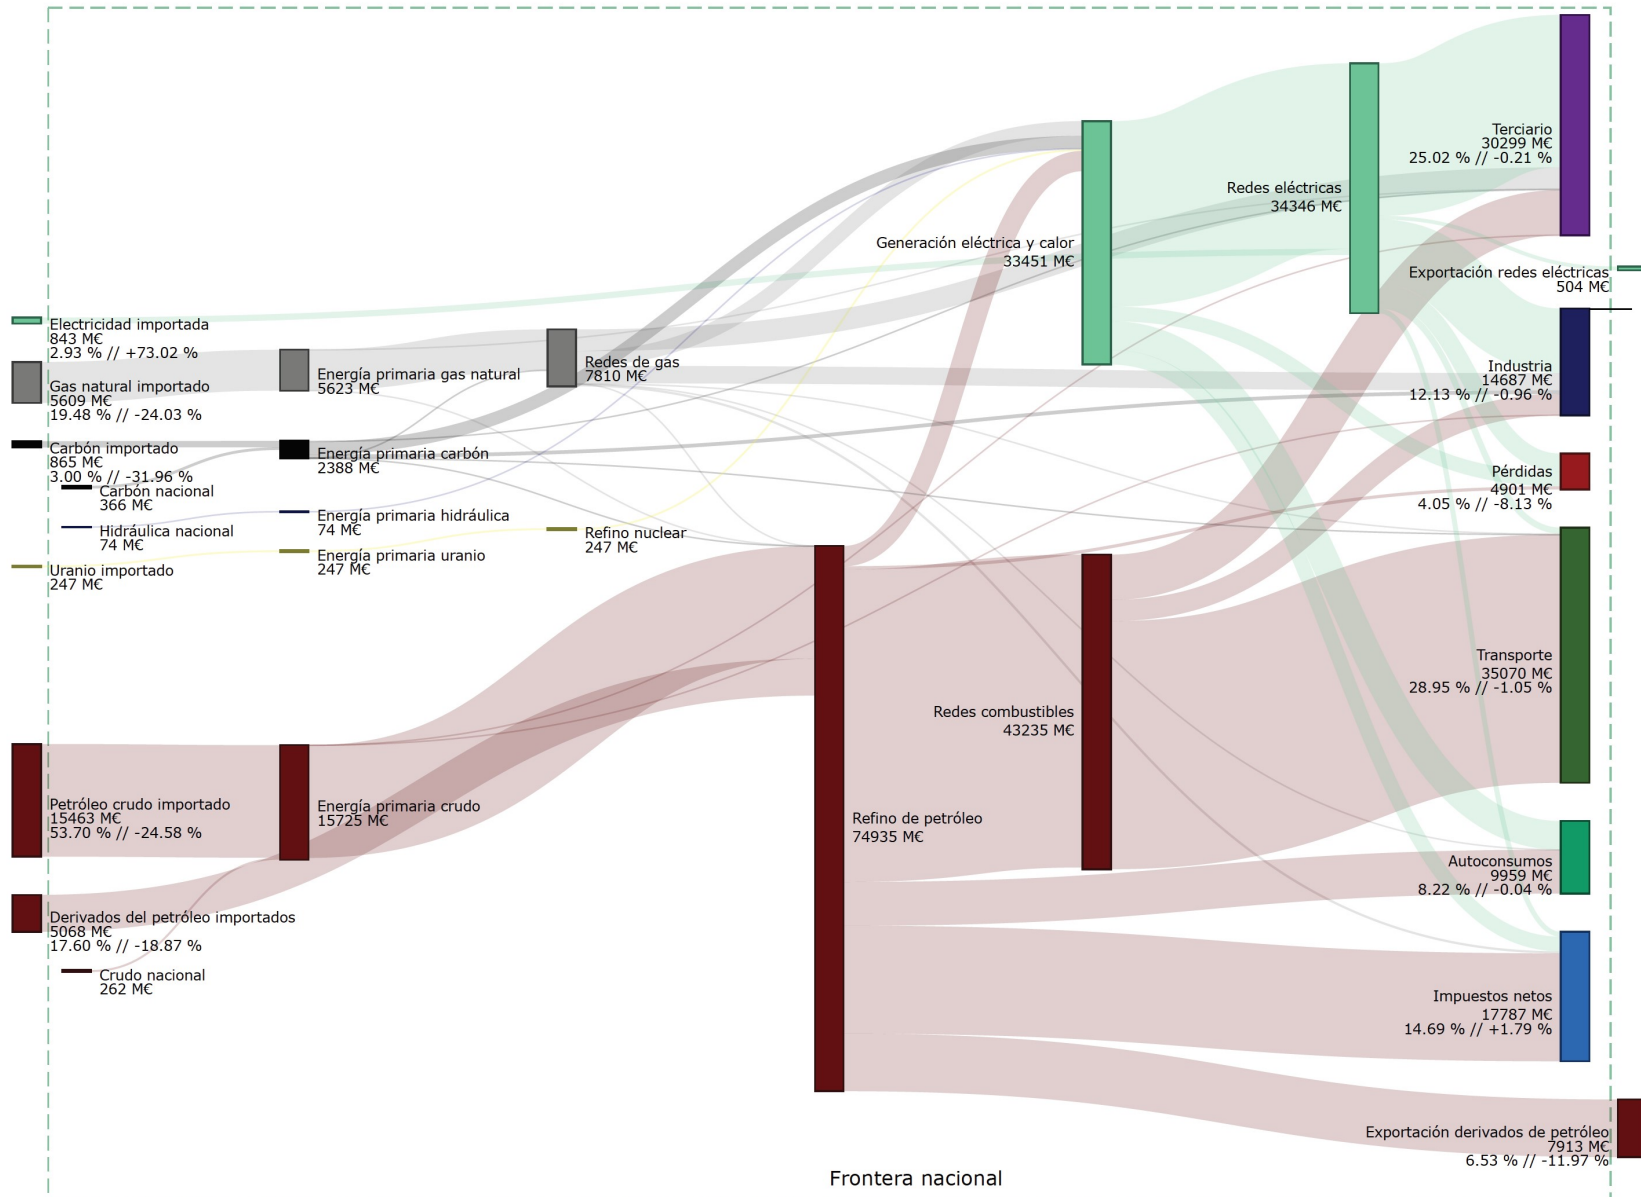 Terciario
30299 M€
25.02 % // -0.21 %
Redes eléctricas
34346 M€
Generación eléctrica y calor
33451 M€
Exportación redes eléctricas
504 M€
Electricidad importada
843 M€
2.93 % // +73.02 %
Gas natural importado
5609 M€
19.48 % // -24.03 %
Energía primaria gas natural
5623 M€
Redes de gas
7810 M€
Industria
14687 M€
12.13 % // -0.96 %
Carbón importado
865 M€
3.00 % // -31.96 %
Carbón nacional
366 M€
Energía primaria carbón
2388 M€
Pérdidas
4901 M€
4.05 % // -8.13 %
Hidráulica nacional
74 M€
Energía primaria hidráulica
74 M€
Uranio importado
247 M€
Energía primaria uranio
247 M€
Refino nuclear
247 M€
Transporte
35070 M€
28.95 % // -1.05 %
Redes combustibles
43235 M€
Petróleo crudo importado
15463 M€
53.70 % // -24.58 %
Energía primaria crudo
15725 M€
Refino de petróleo
74935 M€
Autoconsumos
9959 M€
8.22 % // -0.04 %
Derivados del petróleo importados
5068 M€
17.60 % // -18.87 %
Crudo nacional
262 M€
Impuestos netos
17787 M€
14.69 % // +1.79 %
Exportación derivados de petróleo
7913 M€
6.53 % // -11.97 %
Frontera nacional